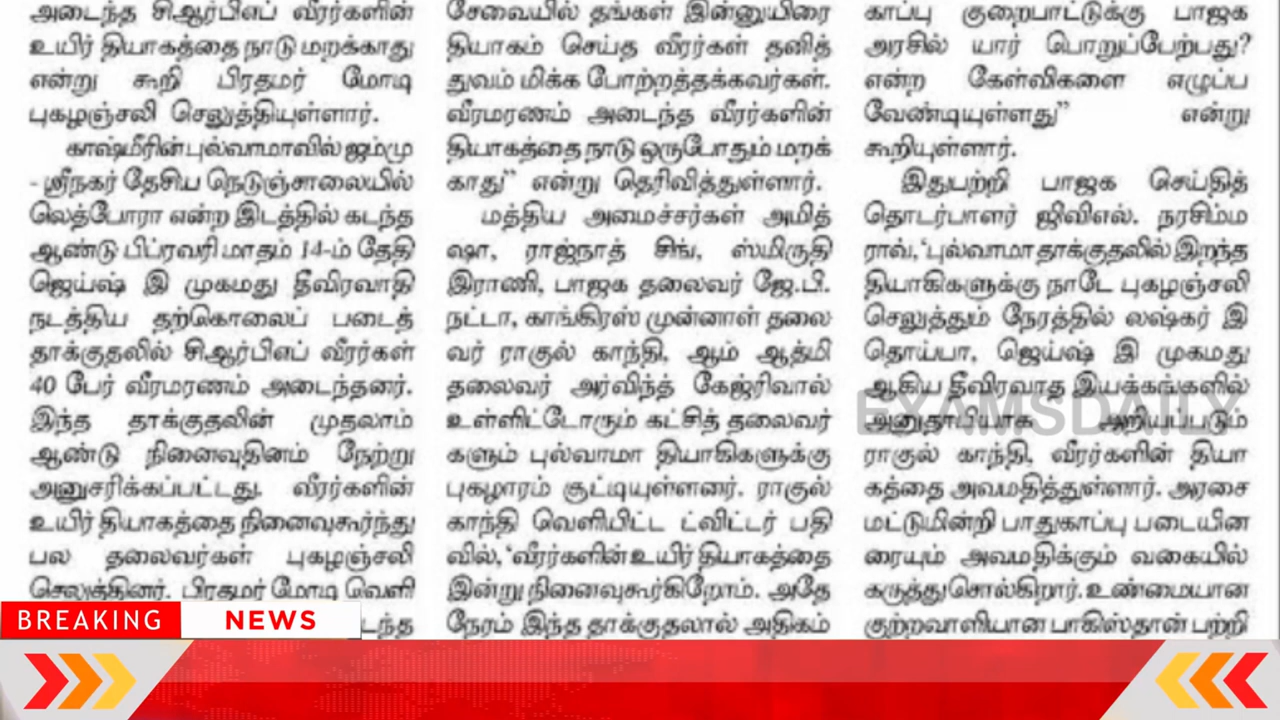 அடைந்த சிஆர்பிஎப் வீரர்களின்
உயிர் தியாகத்தை நாடு மறக்காது
என்று கூறி பிரதமர் மோடி
புகழஞ்சலி செலுத்தியுள்ளார்.
காஷ்மீரின் புல்வாமாவில் ஜம்மு
- ஸ்ரீநகர் தேசிய நெடுஞ்சாலையில்
லெத்போரா என்ற இடத்தில் கடந்த
ஆண்டு பிப்ரவரி மாதம் 14-ம் தேதி
ஜெய்ஷ் இ முகமது தீவிரவாதி
நடத்திய தற்கொலைப் படைத்
தாக்குதலில் சிஆர்பிஎப் வீரர்கள்
40 பேர் வீரமரணம் அடைந்தனர்.
இந்த தாக்குதலின் முதலாம்
ஆண்டு நினைவுதினம் நேற்று
அனுசரிக்கப்பட்டது. வீரர்களின்
உயிர் தியாகத்தை நினைவுகூர்ந்து
பல தலைவர்கள் புகழஞ்சலி
செலுத்தினர். பிரதமர் மோடி வெளி
டந்த
சேவையில் தங்கள் இன்னுயிரை
தியாகம் செய்த வீரர்கள் தனித்
துவம் மிக்க போற்றத்தக்கவர்கள்.
வீரமரணம் அடைந்த வீரர்களின்
தியாகத்தை நாடு ஒருபோதும் மறக்
காது” என்று தெரிவித்துள்ளார்.
மத்திய அமைச்சர்கள் அமித்
ஷா, ராஜ்நாத் சிங், ஸ்மிருதி
இராணி, பாஜக தலைவர் ஜே.பி.
நட்டா, காங்கிரஸ் முன்னாள் தலை
வர் ராகுல் காந்தி, ஆம் ஆத்மி
தலைவர் அர்விந்த் கேஜ்ரிவால்
உள்ளிட்டோரும் கட்சித் தலைவர்
களும் புல்வாமா தியாகிகளுக்கு
புகழாரம் சூட்டியுள்ளனர். ராகுல்
காந்தி வெளியிட்ட ட்விட்டர் பதி
வில், ‘வீரர்களின் உயிர் தியாகத்தை
இன்று நினைவுகூர்கிறோம். அதே
நேரம் இந்த தாக்குதலால் அதிகம்
காப்பு குறைபாட்டுக்கு பாஜக
அரசில் யார் பொறுப்பேற்பது?
என்ற கேள்விகளை எழுப்ப
வேண்டியுள்ளது” என்று
கூறியுள்ளார்.
இதுபற்றி பாஜக செய்தித்
தொடர்பாளர் ஜிவிஎல். நரசிம்ம
ராவ், ‘புல்வாமா தாக்குதலில் இறந்த
தியாகிகளுக்கு நாடே புகழஞ்சலி
செலுத்தும் நேரத்தில் லஷ்கர் இ
தொய்பா, ஜெய்ஷ் இ முகமது
ஆகிய தீவிரவாத இயக்கங்களில்
அனுதாபியாக அறியப்படும்
ராகுல் காந்தி, வீரர்களின் தியா
கத்தை அவமதித்துள்ளார். அரசை
மட்டுமின்றி பாதுகாப்பு படையின
ரையும் அவமதிக்கும் வகையில்
கருத்து சொல்கிறார். உண்மையான
குற்றவாளியான பாகிஸ்தான் பற்றி
EXAMSDAILY
BREAKING NEWS